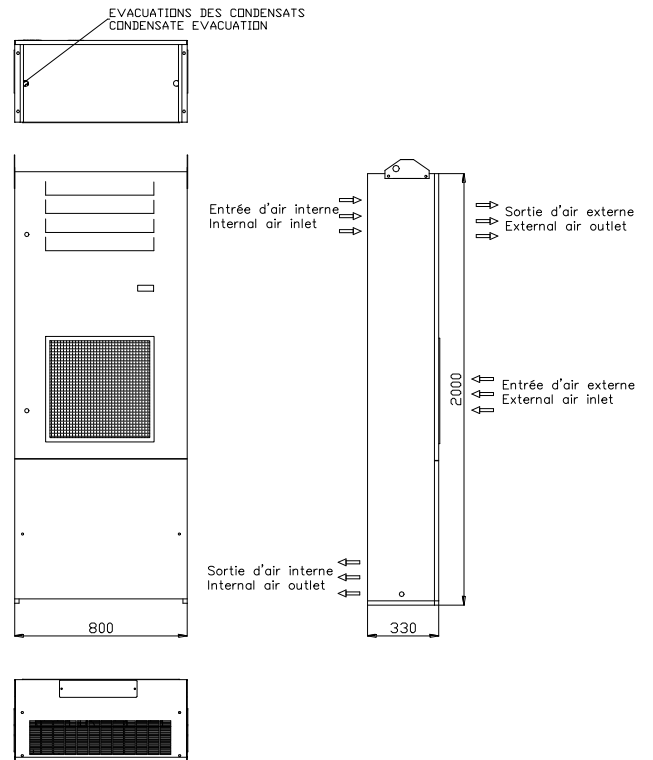 EVACUATIONS DES CONDENSATS
CONDENSATE EVACUATION
Entrée d'air interne
Internal air inlet
Sortie d'air externe
External air outlet
2000
Entrée d'air externe
External air inlet
Sortie d'air interne
Internal air outlet
800
330